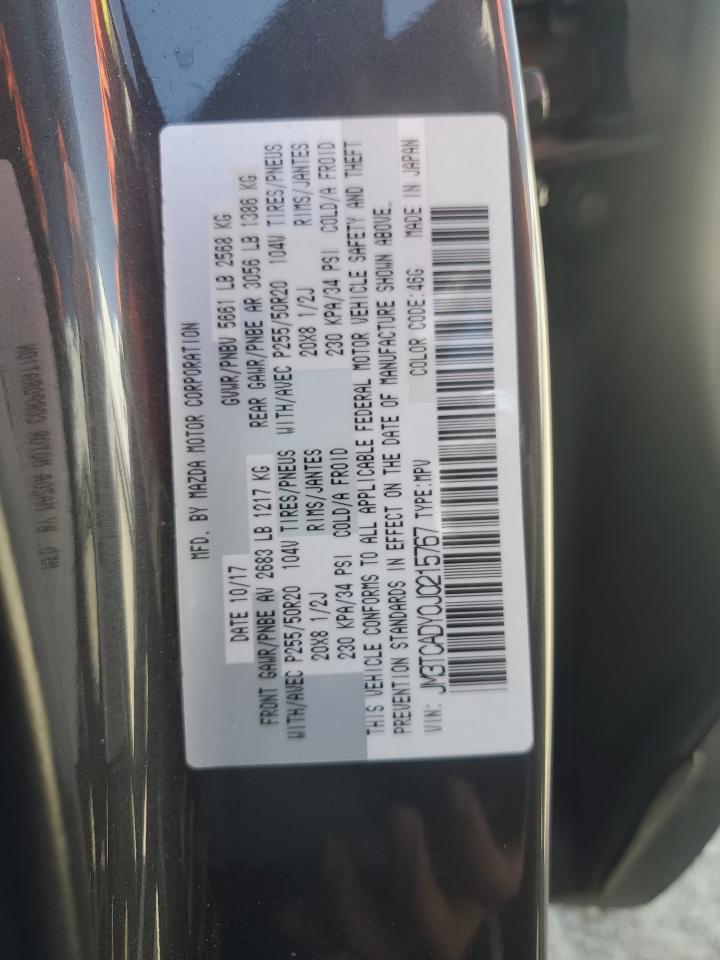 MFD. BY MAZDA MOTOR CORPORATION
DATE 10/17 GVWR/PNBV 5661 LB 2568 KG
FRONT GAWR/PNBE AV 2683 LB 1217 KG REAR GAWR/PNBE AR 3056 LB 1386 KG
WITH/AVEC P255/50R20 104V TIRES/PNEUS WITH/AVEC P255/50R20 104V TIRES/PNEUS
20X8 1/2J RIMS/JANTES 20X8 1/2J RIMS/JANTES
230 KPA/34 PSI COLD/A FROID 230 KPA/34 PSI COLD/A FROID
THIS VEHICLE CONFORMS TO ALL APPLICABLE FEDERAL MOTOR VEHICLE SAFETY AND THEFT
PREVENTION STANDARDS IN EFFECT ON THE DATE OF MANUFACTURE SHOWN ABOVE.
VIN: JM3TCADY0J0215767 TYPE:MPV COLOR CODE:46G MADE IN JAPAN